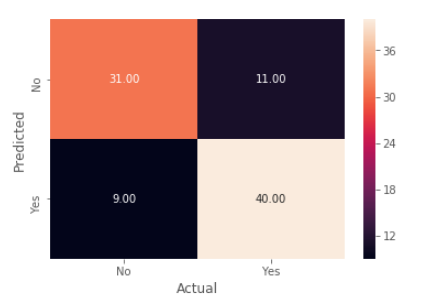 31.00 11.00
9.00 40.00
No
Yes
Predicted
No Yes
Actual
36
30
24
18
12